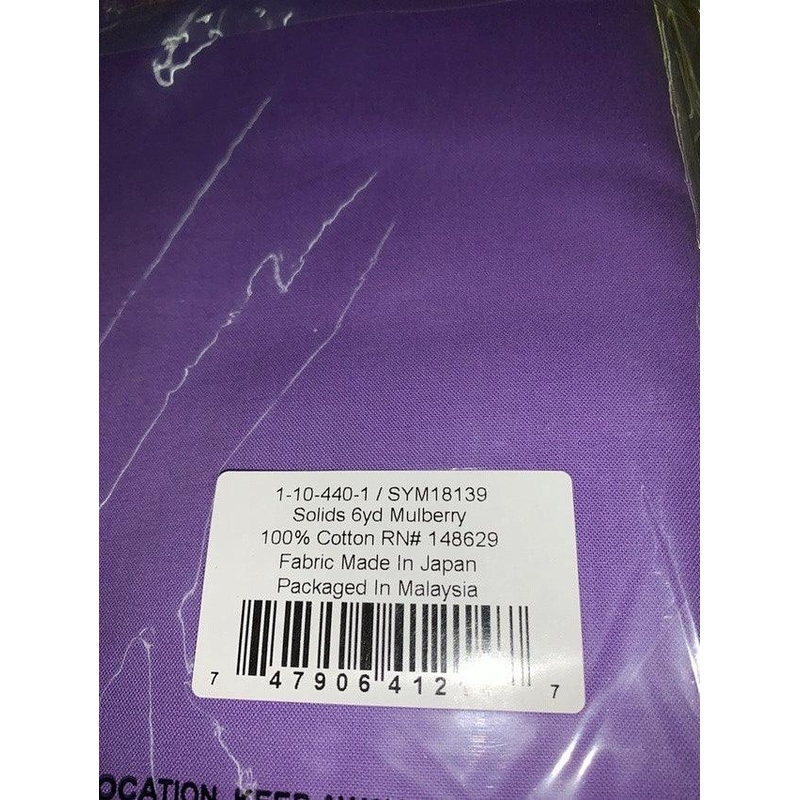 1-10-440-1 / SYM18139
Solids 6yd Mulberry
100% Cotton RN# 148629
Fabric Made In Japan
Packaged In Malaysia
7 47906 412 7
OCATION. KEEP